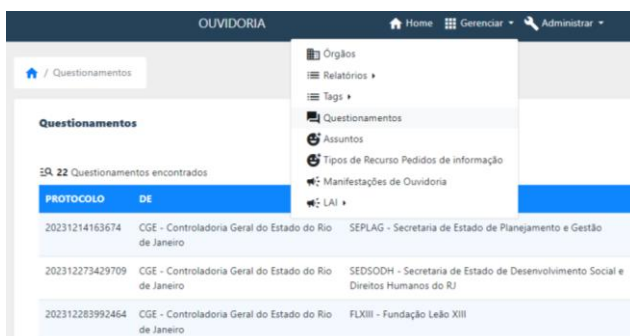 OUVIDORIA
Home Gerenciar Administrar
/ Questionamentos
Órgãos
Relatórios
Tags
Questionamentos
Assuntos
Tipos de Recurso Pedidos de informação
Manifestações de Ouvidoria
LAI
Questionamentos
22 Questionamentos encontrados
PROTOCOLO DE
20231214163674 CGE - Controladoria Geral do Estado do Rio SEPLAG - Secretaria de Estado de Planejamento e Gestão
de Janeiro
202312273429709 CGE - Controladoria Geral do Estado do Rio SEDSODH - Secretaria de Estado de Desenvolvimento Social e
de Janeiro Direitos Humanos do RJ
202312283992464 CGE - Controladoria Geral do Estado do Rio FLXIII - Fundação Leão XIII
de Janeiro